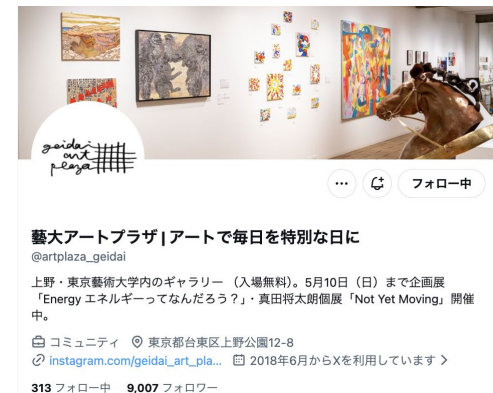 geidai
art
plaza
フォロー中
藝大アートプラザ | アートで毎日を特別な日に
@artplaza_geidai
上野・東京藝術大学内のギャラリー （入場無料）。5月10日（日）まで企画展
「Energy エネルギーってなんだろう？」・真田将太朗個展「Not Yet Moving」開催
中。
コミュニティ 東京都台東区上野公園12-8
instagram.com/geidai_art_pla... 2018年6月からXを利用しています
313 フォロー中 9,007 フォロワー